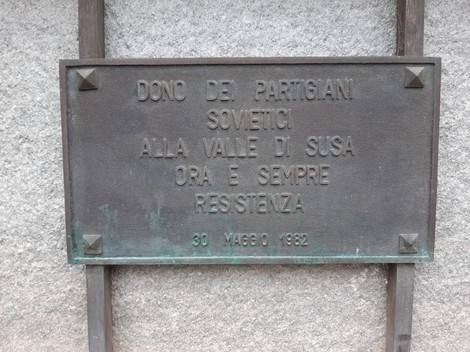 DONO DEI PARTIGIANI
SOVIETICI
ALLA VALLE DI SUSA
ORA E SEMPRE
RESISTENZA
30 MAGGIO 1982